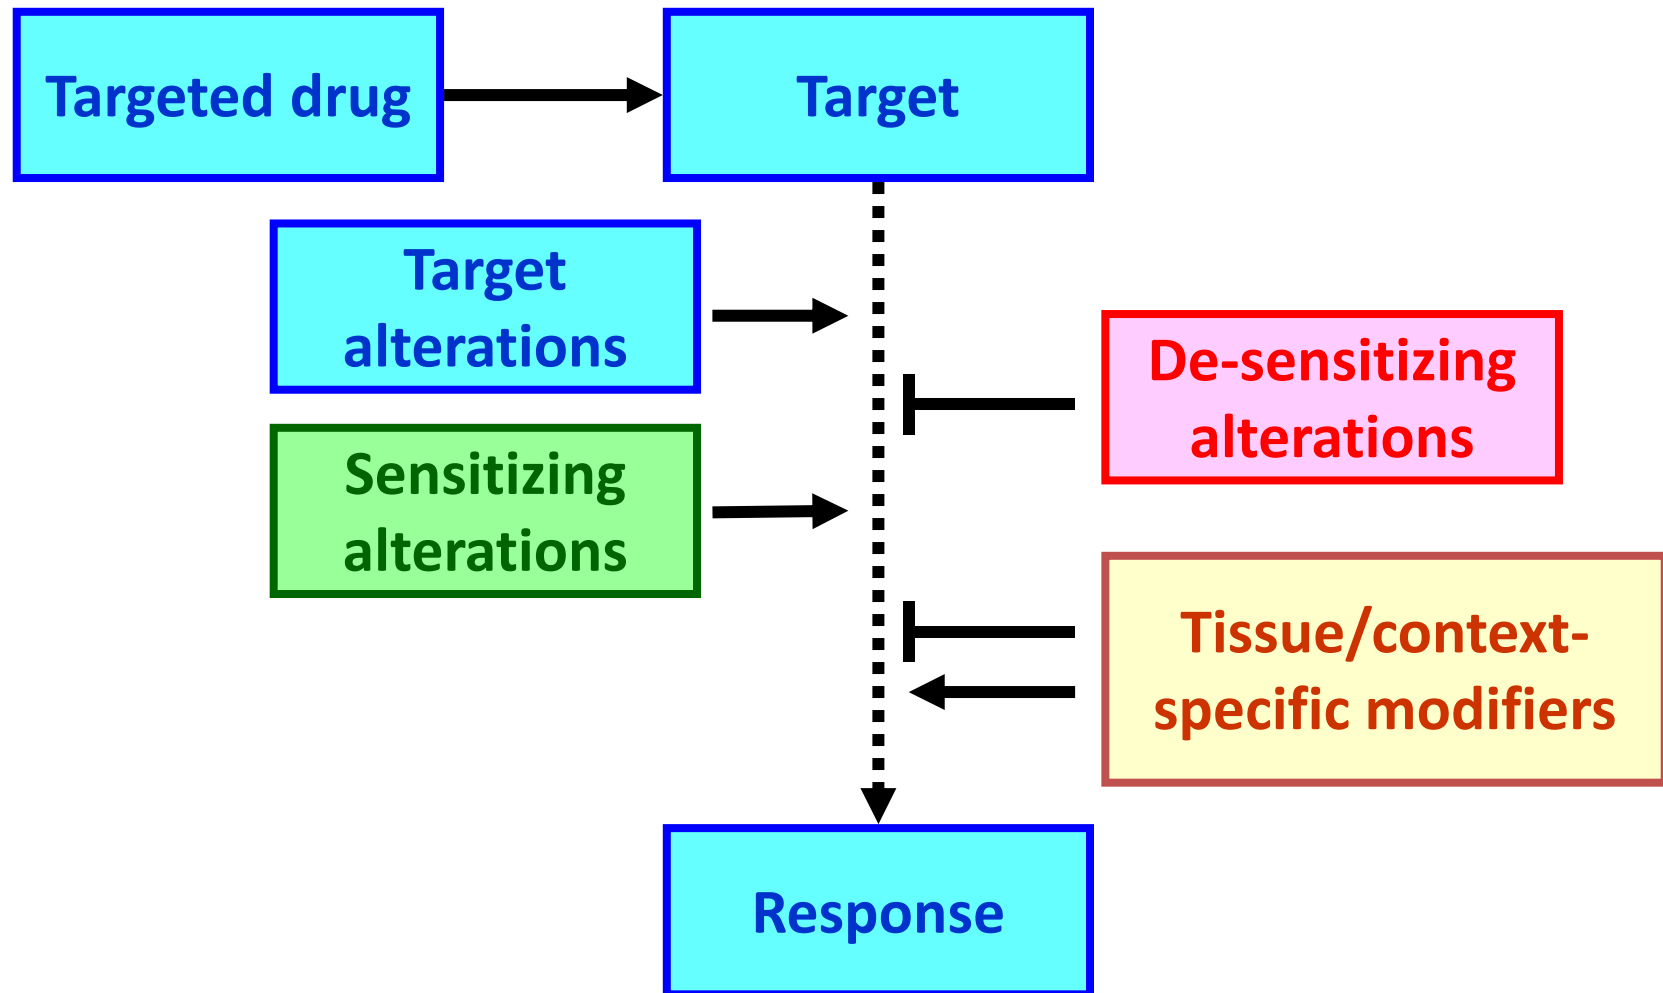 Targeted drug
Target
Target
alterations
De-sensitizing
alterations
Sensitizing
alterations
Tissue/context-
specific modifiers
Response